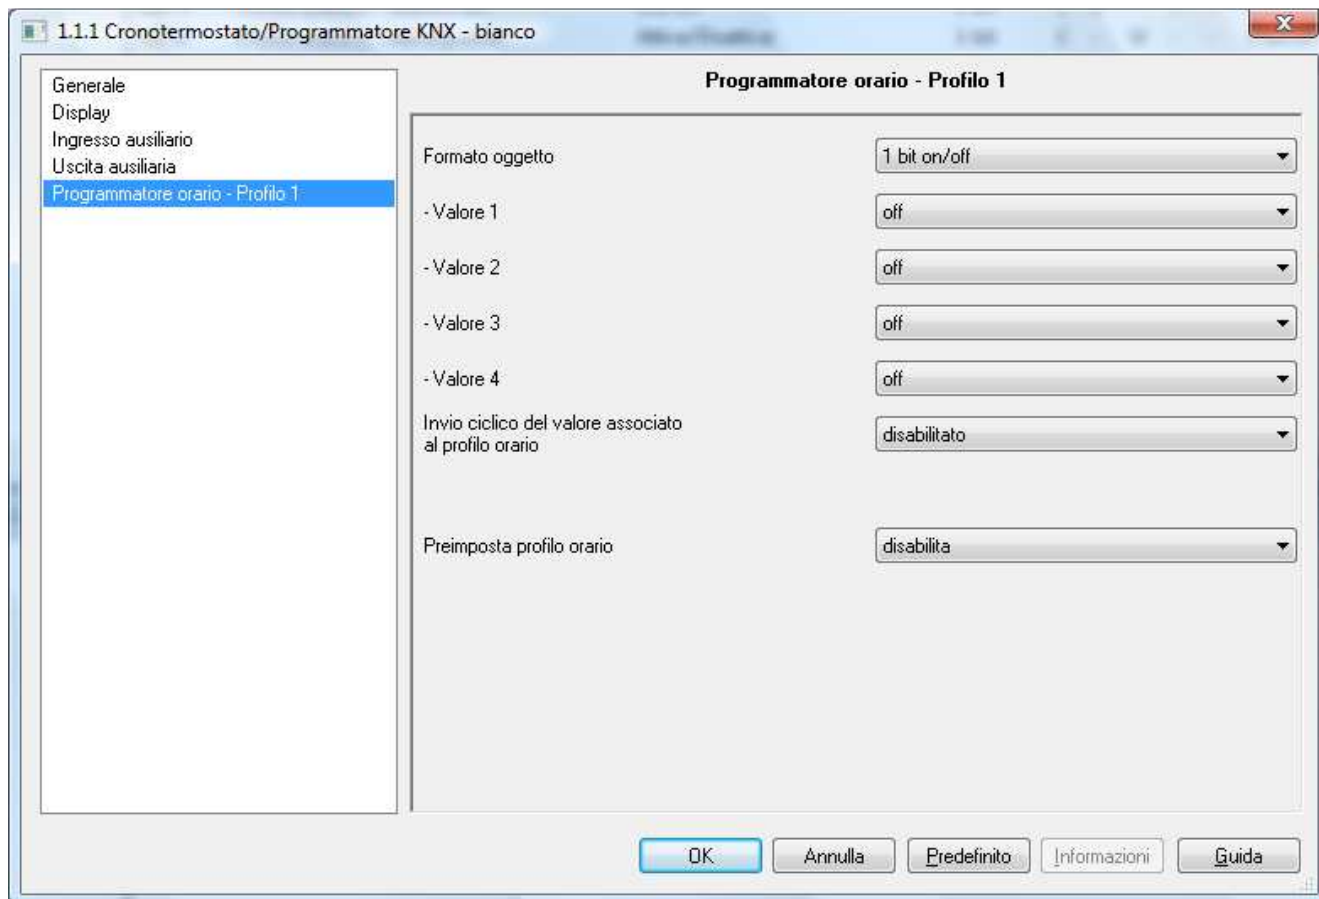 1.1.1 Cronotermostato/Programmatore KNX - bianco
Generale
Display
Ingresso ausiliario
Uscita ausiliaria
Programmatore orario - Profilo 1
Programmatore orario - Profilo 1
Formato oggetto
1 bit on/off
- Valore 1
off
- Valore 2
off
- Valore 3
off
- Valore 4
off
Invio ciclico del valore associato
al profilo orario
disabilitato
Preimposta profilo orario
disabilita
OK
Annulla
Predefinito
Informazioni
Guida